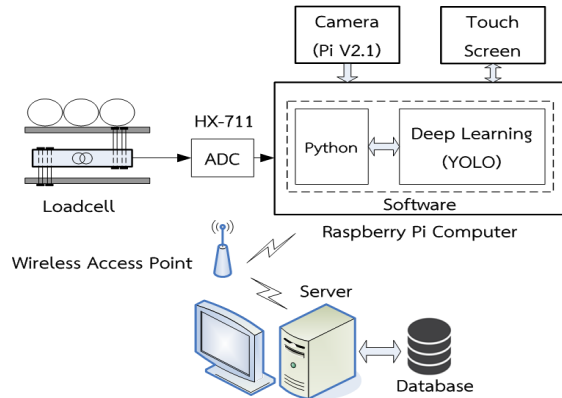 Camera
(Pi V2.1)
Touch
Screen
HX-711
ADC
Python
Deep Learning
(YOLO)
Software
Loadcell
Raspberry Pi Computer
Wireless Access Point
Server
Database